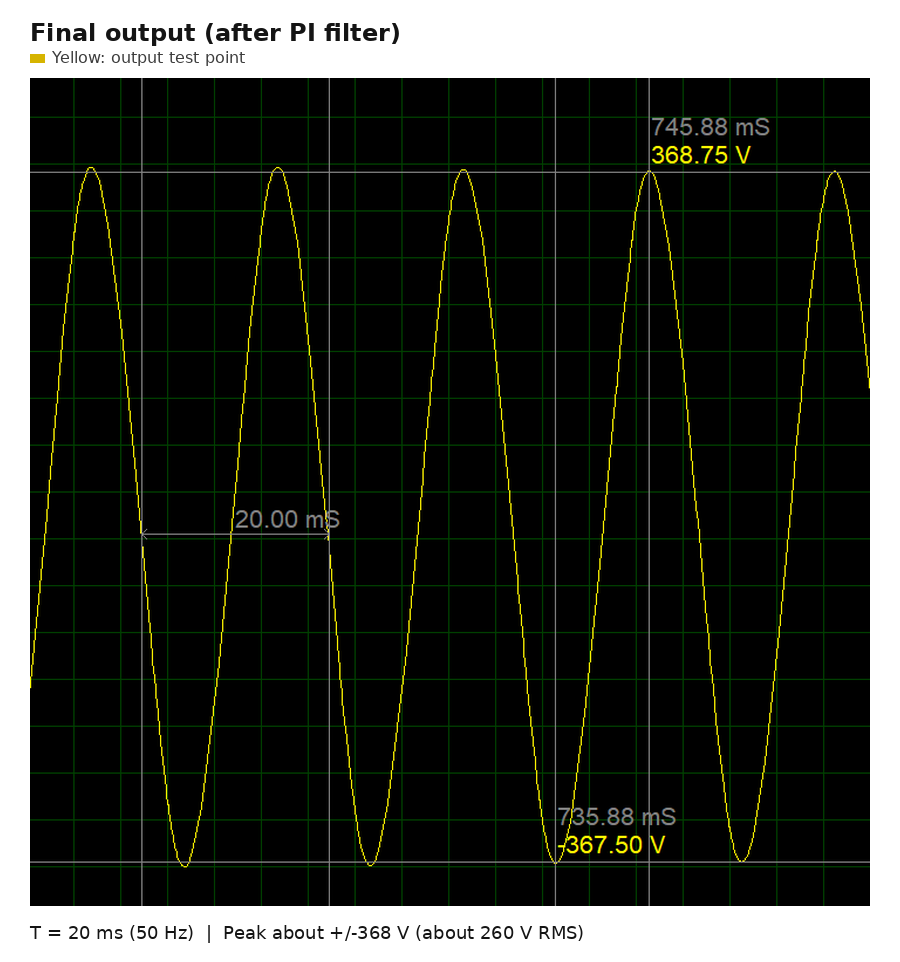 Final output (after PI filter)
Yellow: output test point
745.88 mS
368.75 V
20.00 mS
735.88 mS
-367.50 V
T = 20 ms (50 Hz)  |  Peak about +/-368 V (about 260 V RMS)